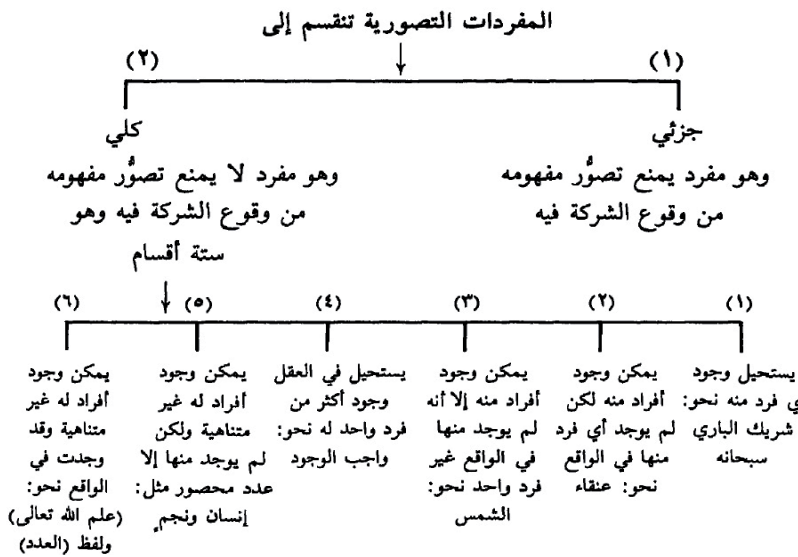 المفردات التصورية تنقسم إلى
(١)
جزئي
وهو مفرد يمنع تصوُّر مفهومه
من وقوع الشركة فيه
(٢)
كلي
وهو مفرد لا يمنع تصوُّر مفهومه
من وقوع الشركة فيه وهو
ستة أقسام
(١)
يستحيل وجود
ي فرد منه نحو:
شريك الباري
سبحانه
(٢)
يمكن وجود
أفراد منه لكن
لم يوجد أي فرد
منها في الواقع
نحو: عنقاء
(٣)
يمكن وجود
أفراد منه إلا أنه
لم يوجد منها
في الواقع غير
فرد واحد نحو:
الشمس
(٤)
يستحيل في العقل
وجود أكثر من
فرد واحد له نحو:
واجب الوجود
(٥)
يمكن وجود
أفراد له غير
متناهية ولكن
لم يوجد منها إلا
عدد محصور مثل:
إنسان ونجم
(٦)
يمكن وجود
أفراد له غير
متناهية وقد
وجدت في
الواقع نحو:
(علم الله تعالى)
ولفظ (العدد)